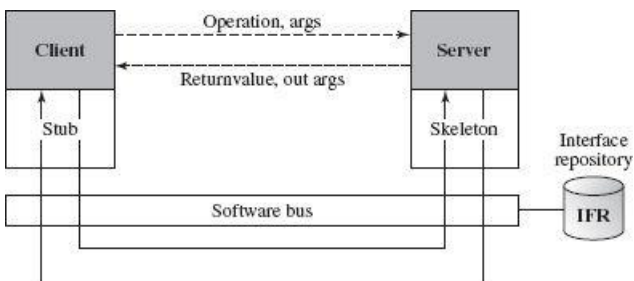 Operation, args
Client
Server
Returnvalue, out args
Stub
Skeleton
Interface
repository
Software bus
IFR